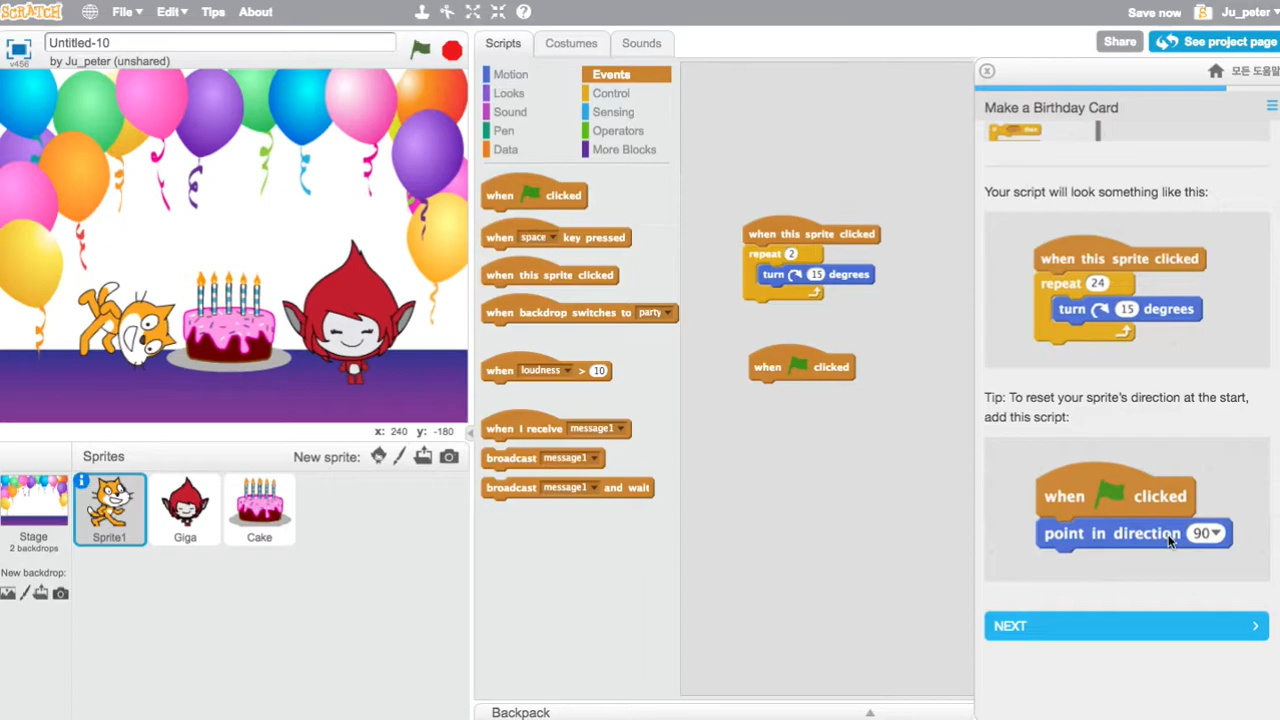 SCRATCH
File▼ Edit▼ Tips About
Save now
Ju_peter▼
v456
Untitled-10
by Ju_peter (unshared)
Scripts
Costumes
Sounds
Share
See project page
Motion
Events
Looks
Control
Sound
Sensing
Pen
Operators
Data
More Blocks
when clicked
when space▼ key pressed
when this sprite clicked
when backdrop switches to party▼
when loudness▼ > 10
when I receive message1▼
broadcast message1▼
broadcast message1▼ and wait
when this sprite clicked
repeat 2
turn 15 degrees
when clicked
모든 도움말
Make a Birthday Card
then
Your script will look something like this:
when this sprite clicked
repeat 24
turn 15 degrees
Tip: To reset your sprite's direction at the start,
add this script:
when clicked
point in direction 90▼
NEXT
x: 240 y: -180
Sprites
New sprite:
Stage
2 backdrops
New backdrop:
Sprite1
Giga
Cake
Backpack